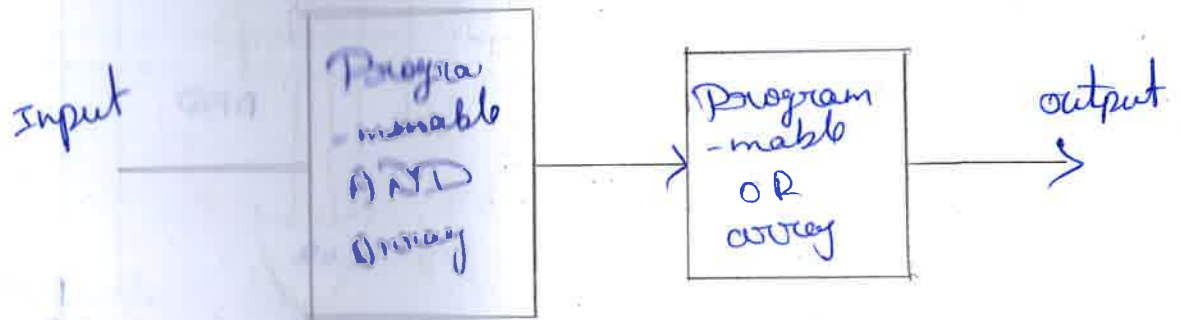 Input
Progra
-mmable
AND
Array
Program
-mable
OR
array
output